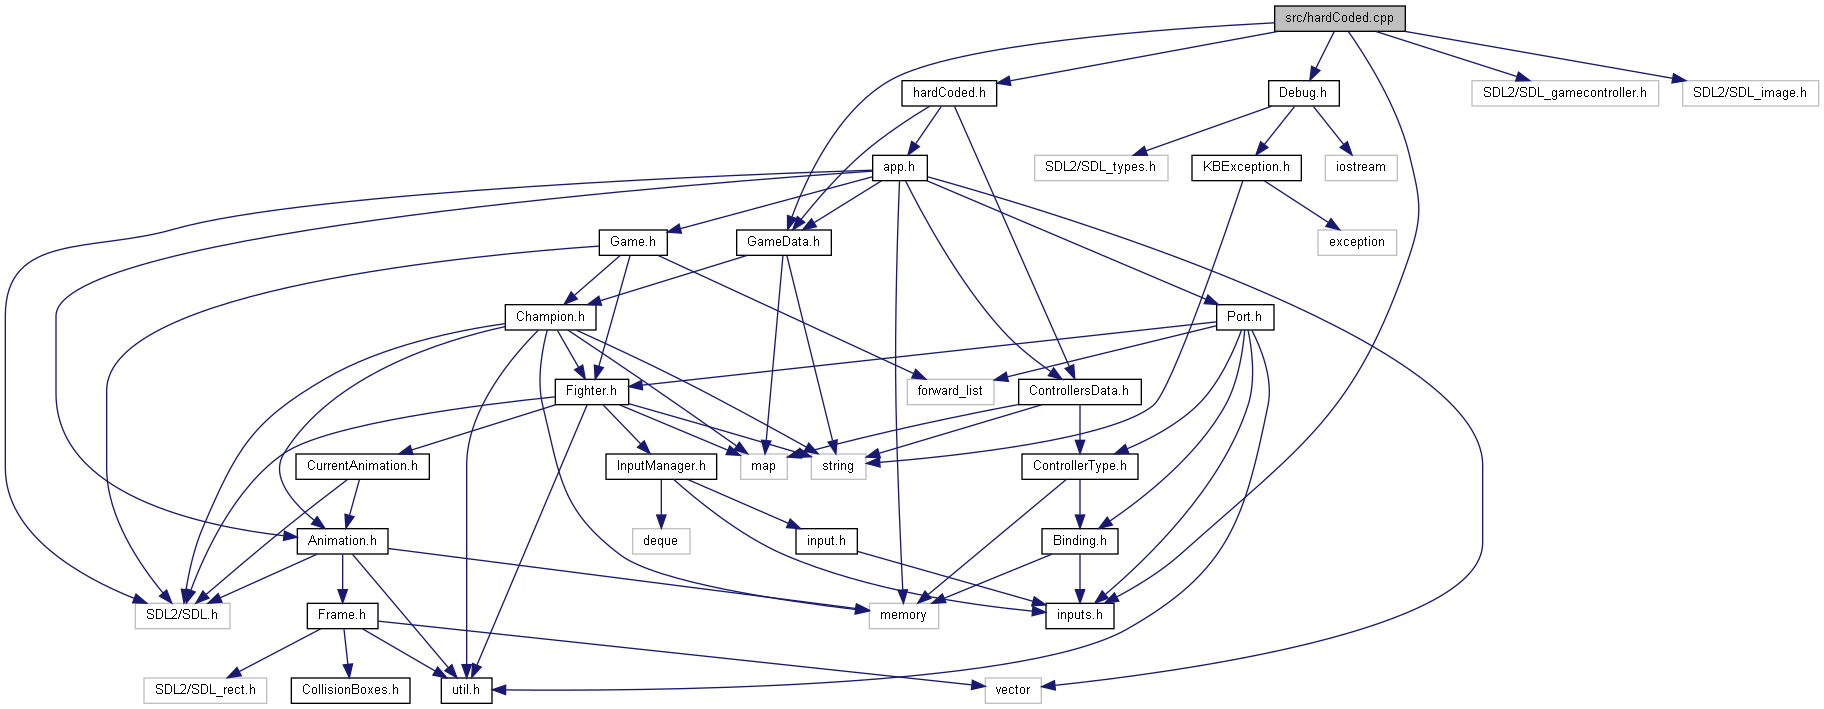 src/hardCoded.cpp
hardCoded.h
Debug.h
SDL2/SDL_gamecontroller.h
SDL2/SDL_image.h
app.h
SDL2/SDL_types.h
KBException.h
iostream
Game.h
GameData.h
exception
Champion.h
Port.h
Fighter.h
forward_list
ControllersData.h
CurrentAnimation.h
InputManager.h
map
string
ControllerType.h
Animation.h
deque
input.h
Binding.h
SDL2/SDL.h
Frame.h
memory
inputs.h
SDL2/SDL_rect.h
CollisionBoxes.h
util.h
vector